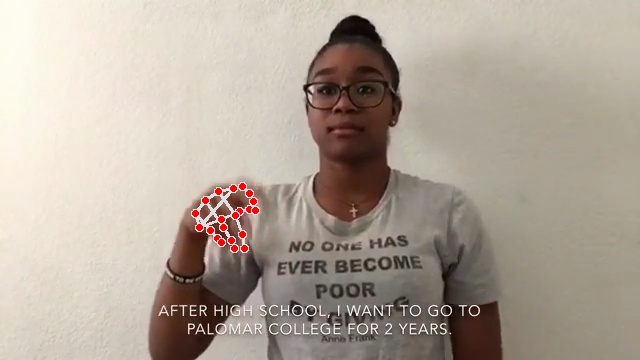 NO ONE HAS
EVER BECOME
POOR
GIVING
Anne Frank
AFTER HIGH SCHOOL, I WANT TO GO TO
PALOMAR COLLEGE FOR 2 YEARS.